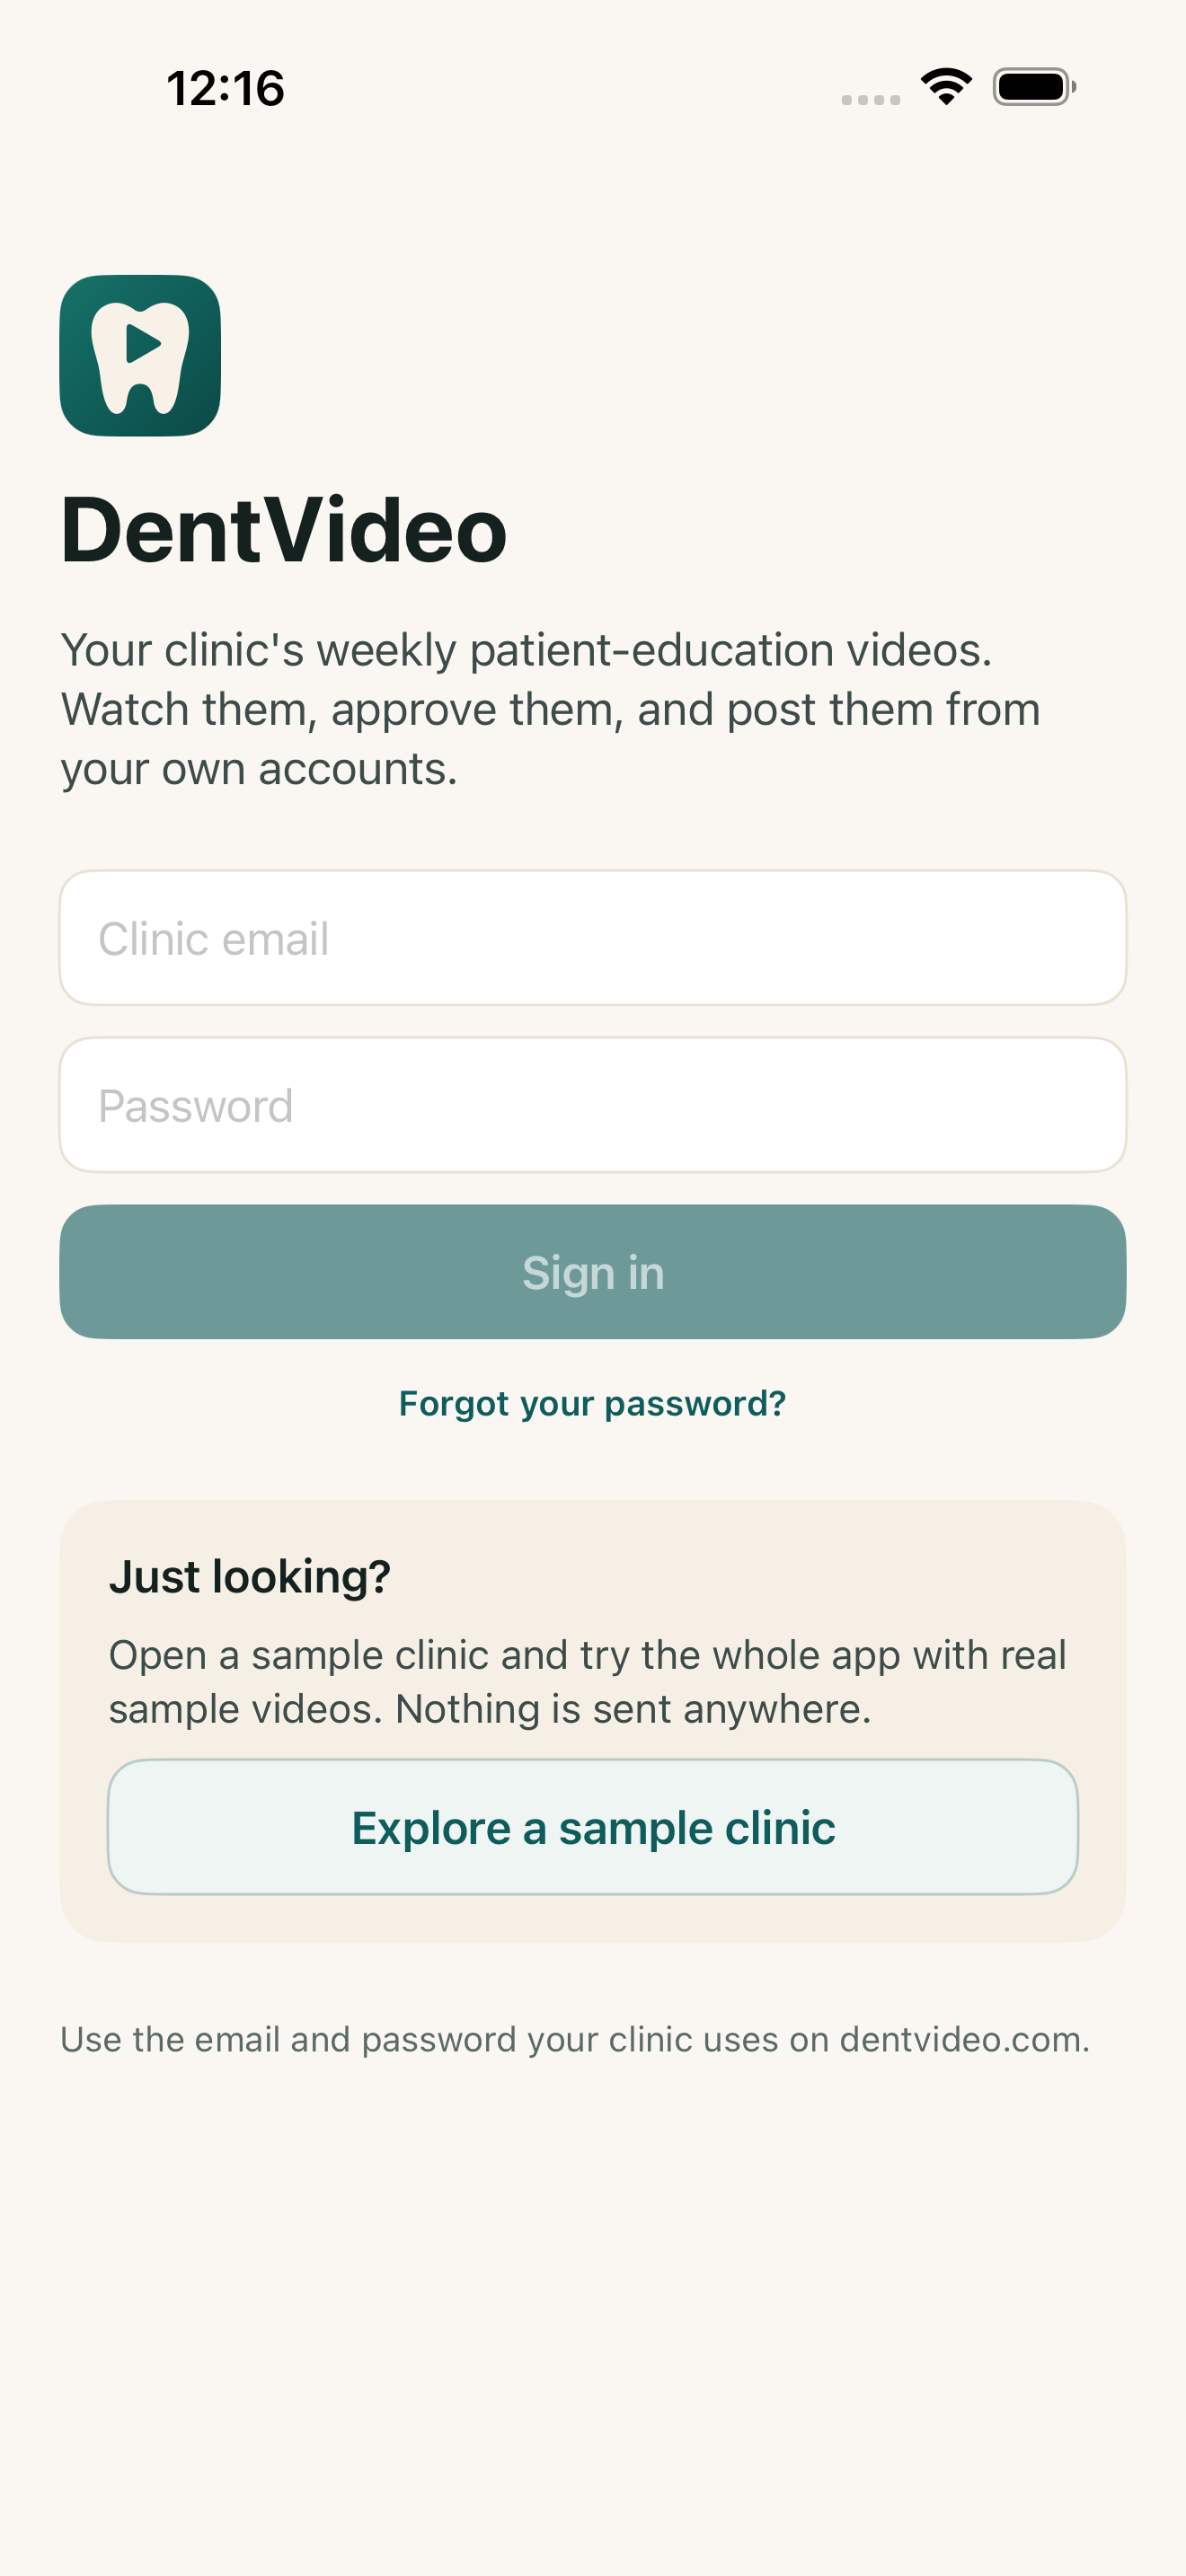 12:16
DentVideo
Your clinic's weekly patient-education videos.
Watch them, approve them, and post them from
your own accounts.
Clinic email
Password
Sign in
Forgot your password?
Just looking?
Open a sample clinic and try the whole app with real
sample videos. Nothing is sent anywhere.
Explore a sample clinic
Use the email and password your clinic uses on dentvideo.com.